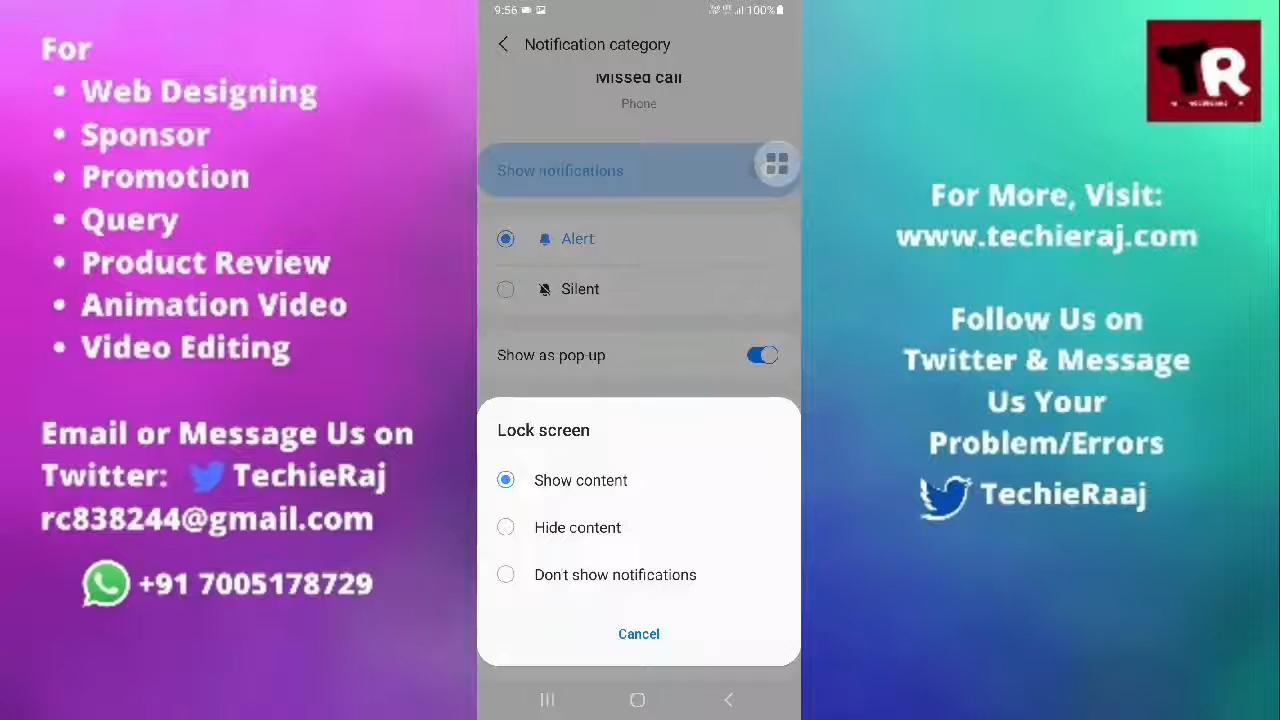 For
• Web Designing
• Sponsor
• Promotion
• Query
• Product Review
• Animation Video
• Video Editing
Email or Message Us on
Twitter: TechieRaj
rc838244@gmail.com
+91 7005178729
9:56
100%
Notification category
Missed call
Phone
Show notifications
Alert
Silent
Show as pop-up
Lock screen
Show content
Hide content
Don't show notifications
Cancel
TR
For More, Visit:
www.techieraj.com
Follow Us on
Twitter & Message
Us Your
Problem/Errors
TechieRaaj